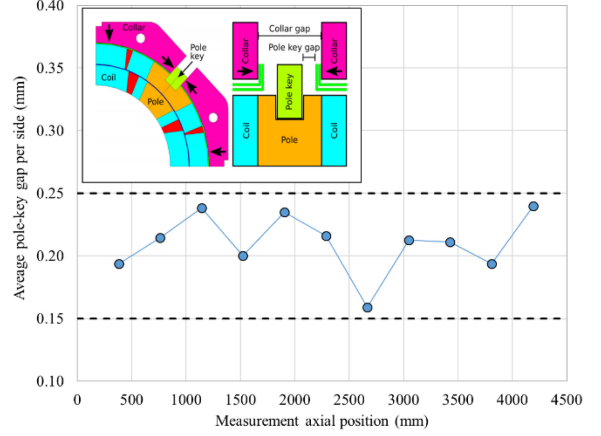 0.40
0.35
0.30
0.25
0.20
0.15
0.10
Aveage pole-key gap per side (mm)
0
500
1000
1500
2000
2500
3000
3500
4000
4500
Measurement axial position (mm)
Collar
Pole
key
Coil
Pole
Collar gap
Pole key gap
Collar
Collar
Pole key
Coil
Pole
Coil